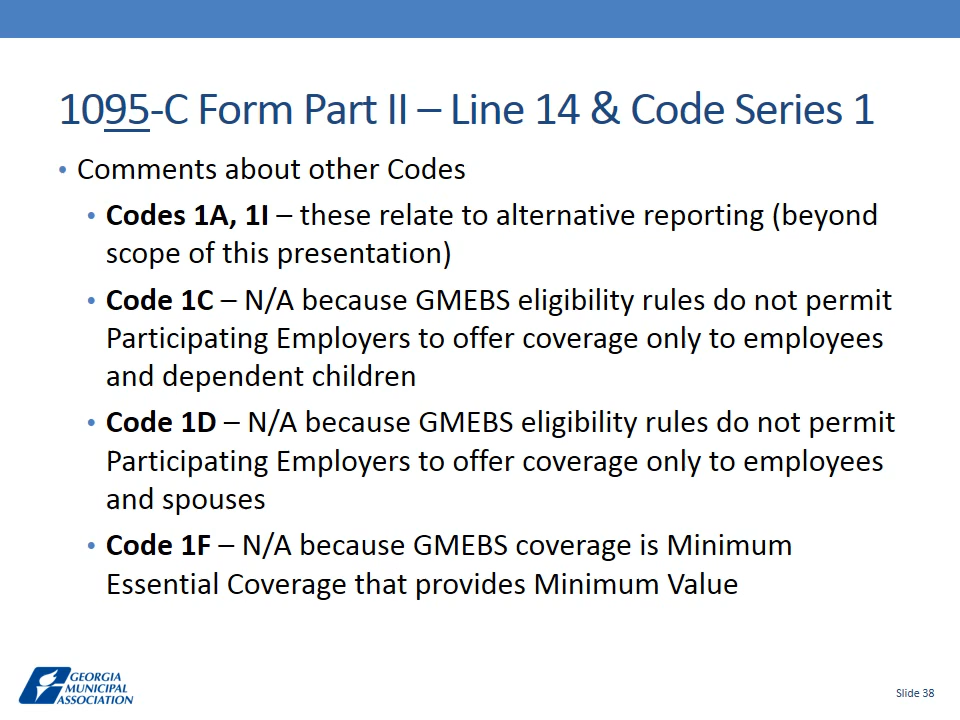 1095-C Form Part II – Line 14 & Code Series 1
• Comments about other Codes
• Codes 1A, 1I – these relate to alternative reporting (beyond
scope of this presentation)
• Code 1C – N/A because GMEBS eligibility rules do not permit
Participating Employers to offer coverage only to employees
and dependent children
• Code 1D – N/A because GMEBS eligibility rules do not permit
Participating Employers to offer coverage only to employees
and spouses
• Code 1F – N/A because GMEBS coverage is Minimum
Essential Coverage that provides Minimum Value
GEORGIA
MUNICIPAL
ASSOCIATION
Slide 38